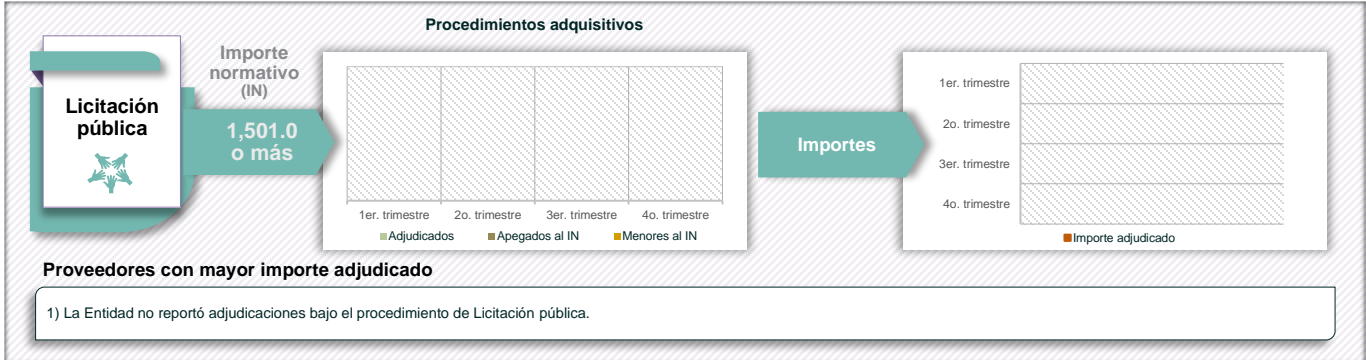 Procedimientos adquisitivos
Licitación
pública
Importe
normativo
(IN)
1,501.0
o más
1er. trimestre 2o. trimestre 3er. trimestre 4o. trimestre
Adjudicados Apegados al IN Menores al IN
Importes
1er. trimestre
2o. trimestre
3er. trimestre
4o. trimestre
Importe adjudicado
Proveedores con mayor importe adjudicado
1) La Entidad no reportó adjudicaciones bajo el procedimiento de Licitación pública.